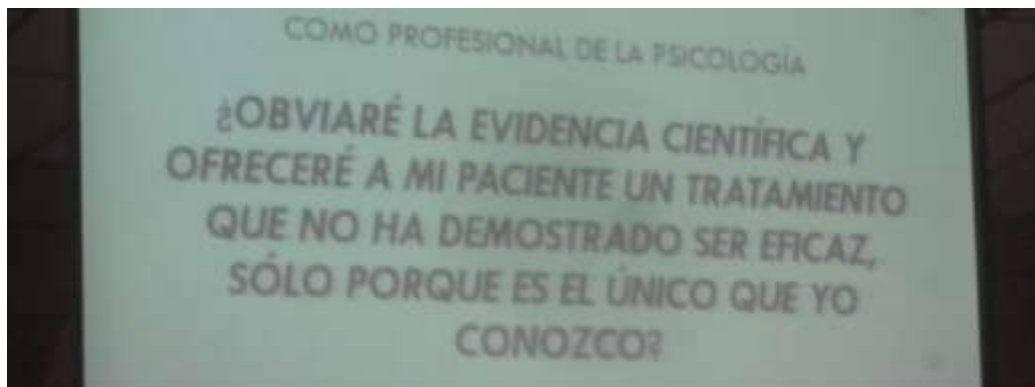 COMO PROFESIONAL DE LA PSICOLOGÍA
¿OBVIARÉ LA EVIDENCIA CIENTÍFICA Y
OFRECERÉ A MI PACIENTE UN TRATAMIENTO
QUE NO HA DEMOSTRADO SER EFICAZ,
SÓLO PORQUE ES EL ÚNICO QUE YO
CONOZCO?